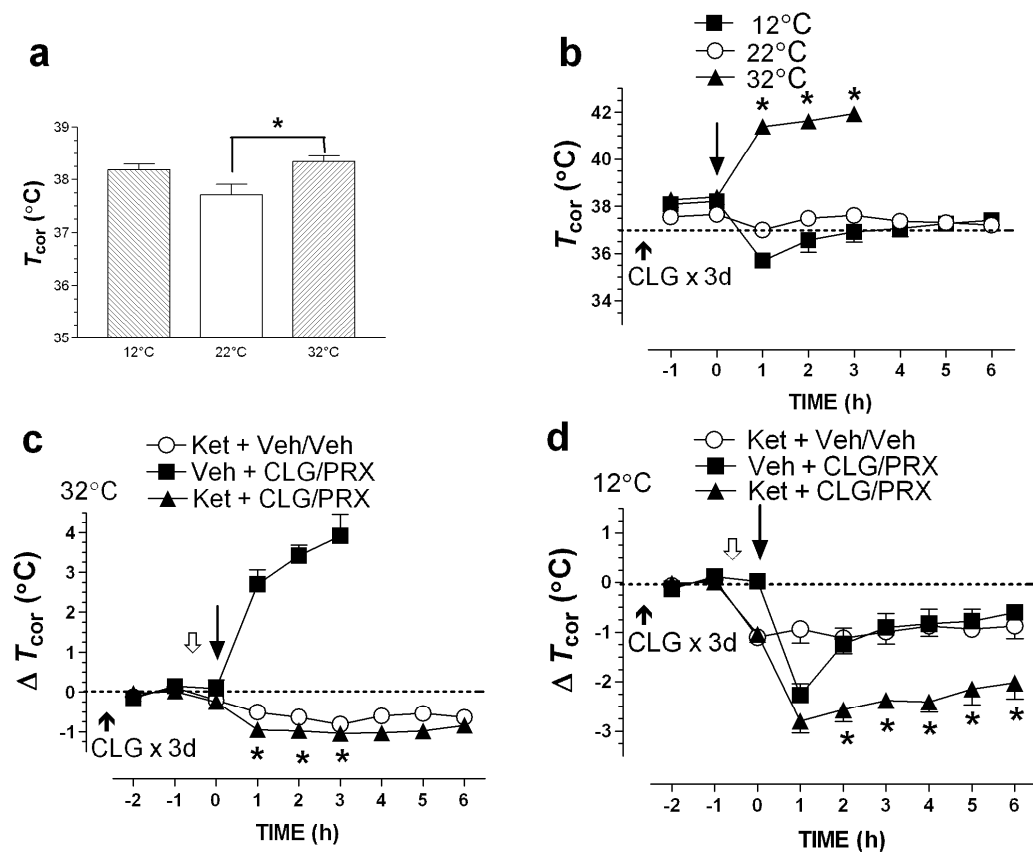 a
*
39
38
37
36
35
T cor (°C)
12°C
22°C
32°C
b
12°C
22°C
32°C
* * *
42
40
38
36
34
T cor (°C)
CLG x 3d
-1 0 1 2 3 4 5 6
TIME (h)
c
Ket + Veh/Veh
Veh + CLG/PRX
Ket + CLG/PRX
32°C
4
3
2
1
0
-1
Δ T cor (°C)
CLG x 3d
* * *
-2 -1 0 1 2 3 4 5 6
TIME (h)
d
Ket + Veh/Veh
Veh + CLG/PRX
Ket + CLG/PRX
12°C
1
0
-1
-2
-3
Δ T cor (°C)
CLG x 3d
* * * * *
-2 -1 0 1 2 3 4 5 6
TIME (h)